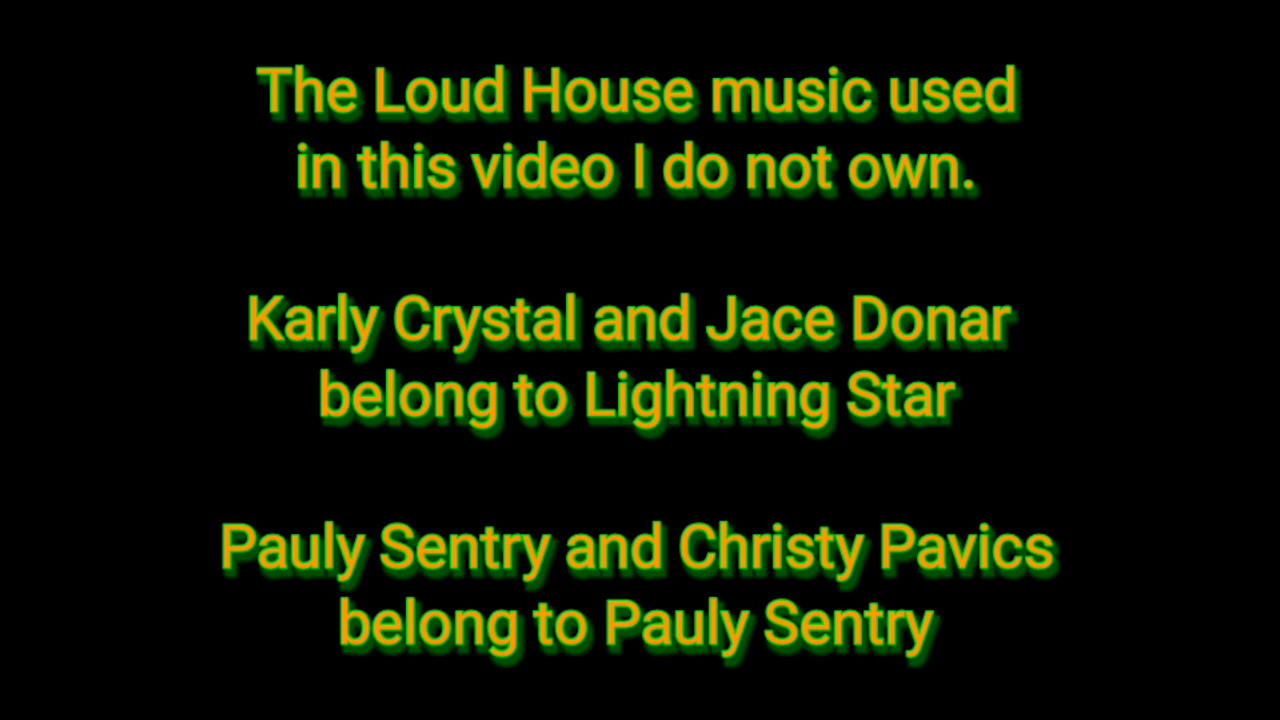 The Loud House music used
in this video I do not own.
Karly Crystal and Jace Donar
belong to Lightning Star
Pauly Sentry and Christy Pavics
belong to Pauly Sentry